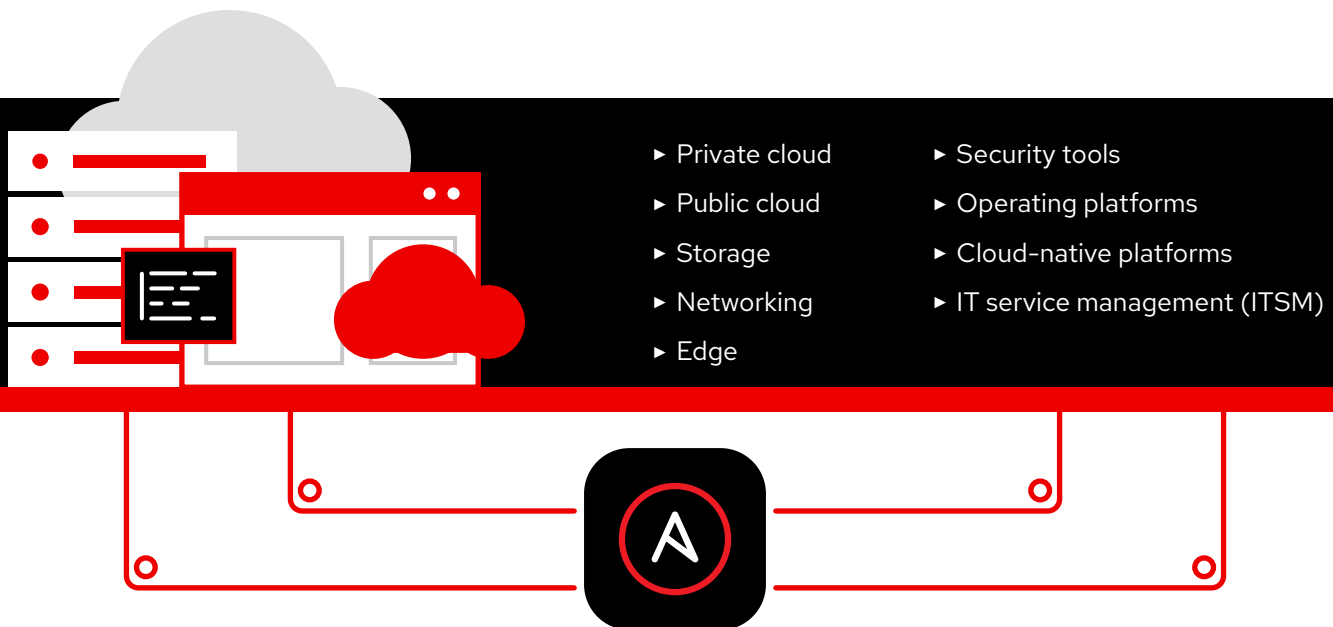 ▸ Private cloud
▸ Public cloud
▸ Storage
▸ Networking
▸ Edge
▸ Security tools
▸ Operating platforms
▸ Cloud-native platforms
▸ IT service management (ITSM)